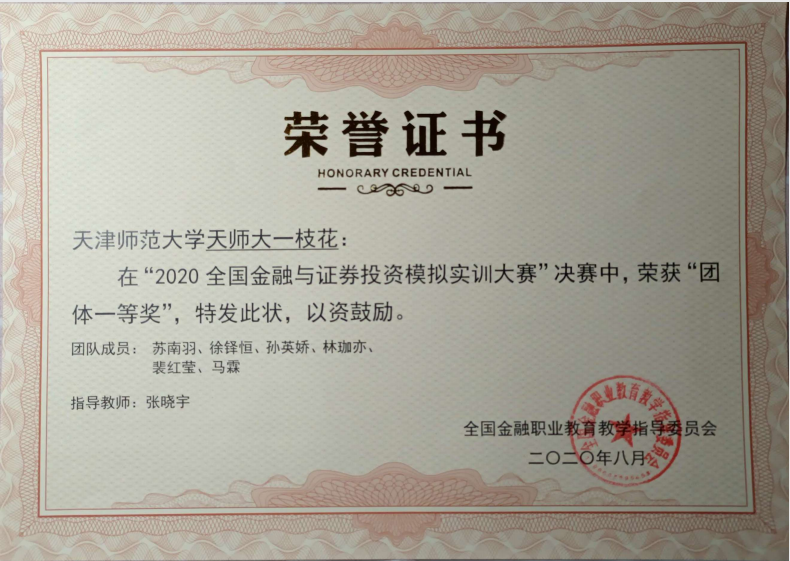 荣誉证书
HONORARY CREDENTIAL
天津师范大学天师大一枝花：
在“2020全国金融与证券投资模拟实训大赛”决赛中，荣获“团
体一等奖”，特发此状，以资鼓励。
团队成员： 苏南羽、徐铎恒、孙英娇、林珈亦、
裴红莹、马霖
指导教师：张晓宇
全国金融职业教育教学指导委员会
二〇二〇年八月